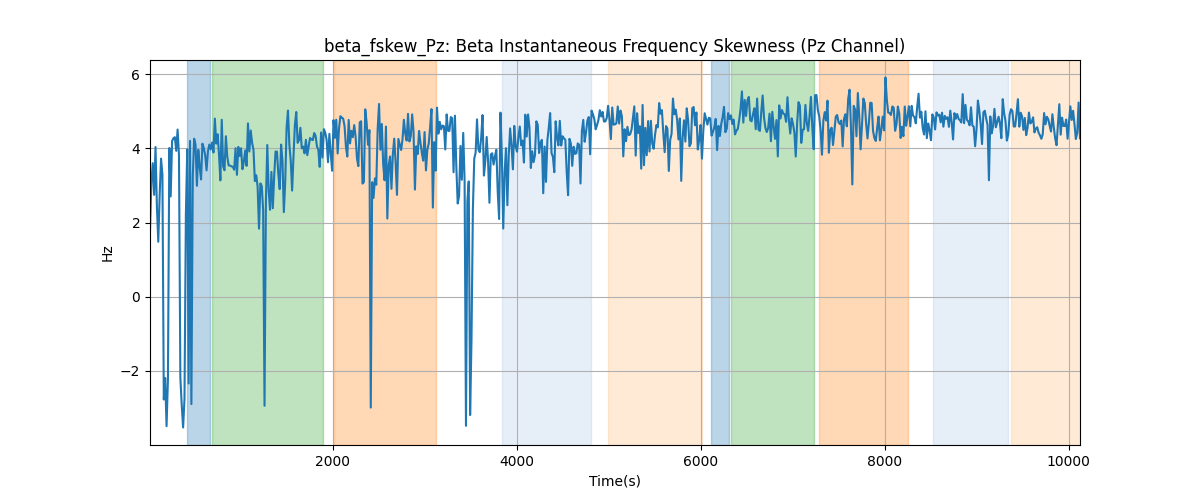 beta_fskew_Pz: Beta Instantaneous Frequency Skewness (Pz Channel)
6
4
2
0
−2
Hz
2000 4000 6000 8000 10000
Time(s)